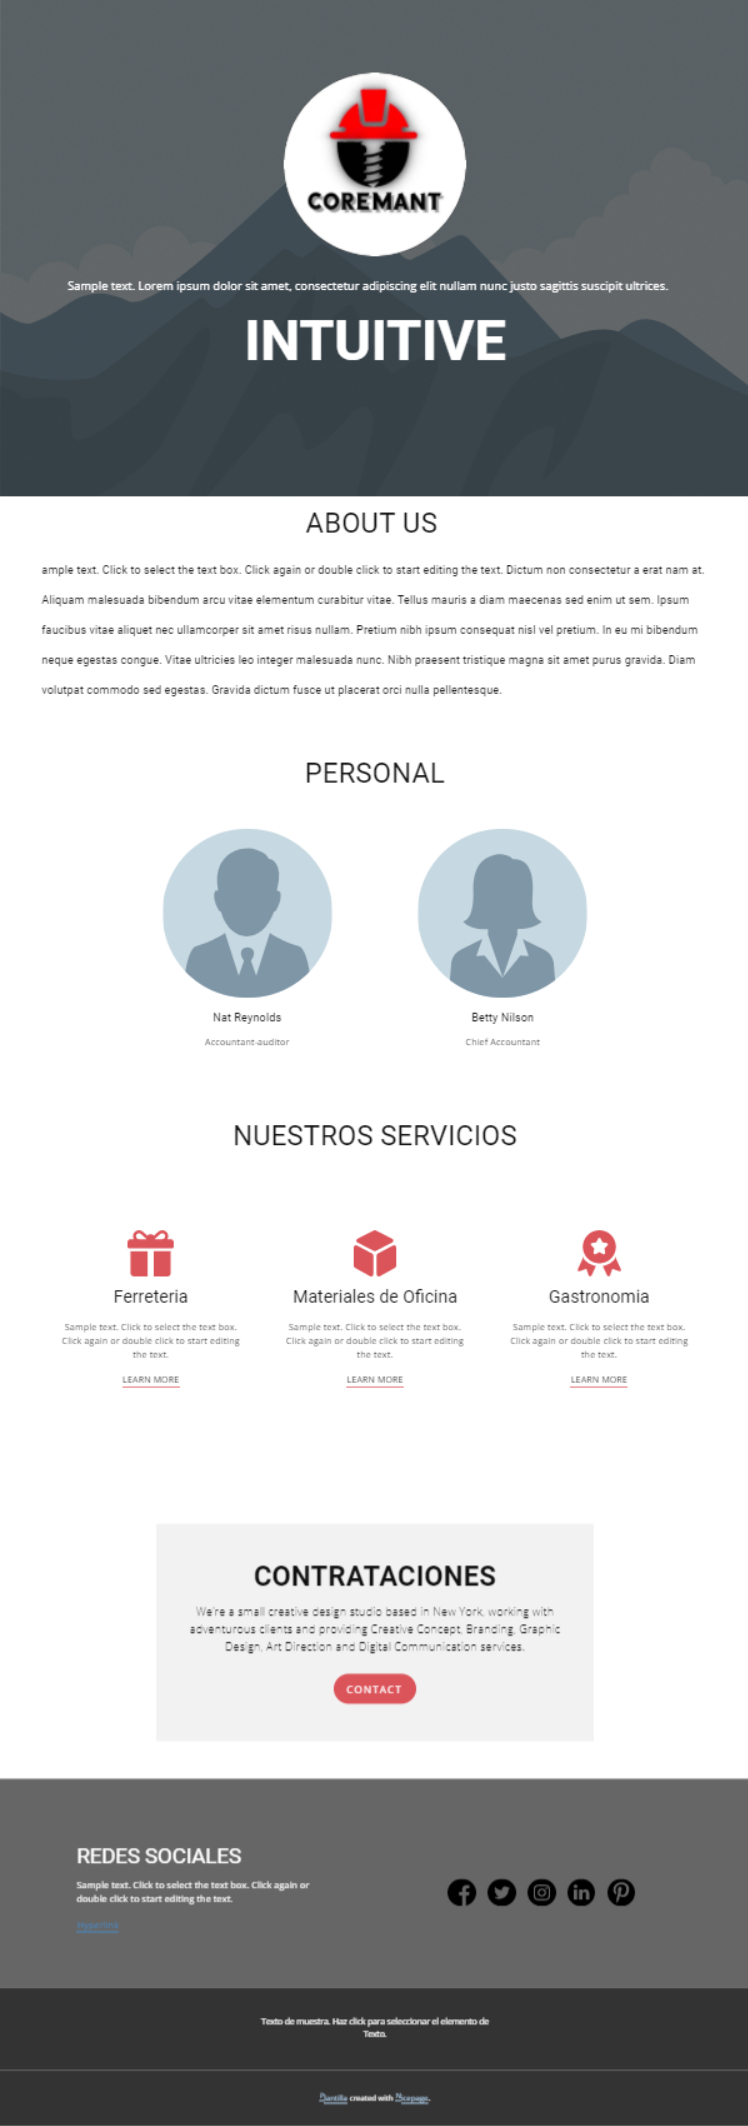 COREMANT
Sample text. Lorem ipsum dolor sit amet, consectetur adipiscing elit nullam nunc justo sagittis suscipit ultrices.
INTUITIVE
ABOUT US
ample text. Click to select the text box. Click again or double click to start editing the text. Dictum non consectetur a erat nam at.
Aliquam malesuada bibendum arcu vitae elementum curabitur vitae. Tellus mauris a diam maecenas sed enim ut sem. Ipsum
faucibus vitae aliquet nec ullamcorper sit amet risus nullam. Pretium nibh ipsum consequat nisl vel pretium. In eu mi bibendum
neque egestas congue. Vitae ultricies leo integer malesuada nunc. Nibh praesent tristique magna sit amet purus gravida. Diam
volutpat commodo sed egestas. Gravida dictum fusce ut placerat orci nulla pellentesque.
PERSONAL
Nat Reynolds
Accountant-auditor
Betty Nilson
Chief Accountant
NUESTROS SERVICIOS
Ferreteria
Sample text. Click to select the text box.
Click again or double click to start editing
the text.
LEARN MORE
Materiales de Oficina
Sample text. Click to select the text box.
Click again or double click to start editing
the text.
LEARN MORE
Gastronomia
Sample text. Click to select the text box.
Click again or double click to start editing
the text.
LEARN MORE
CONTRATACIONES
We're a small creative design studio based in New York, working with
adventurous clients and providing Creative Concept, Branding, Graphic
Design, Art Direction and Digital Communication services.
CONTACT
REDES SOCIALES
Sample text. Click to select the text box. Click again or
double click to start editing the text.
Hyperlink
Texto de muestra. Haz click para seleccionar el elemento de
Texto.
Plantilla created with Nicepage.